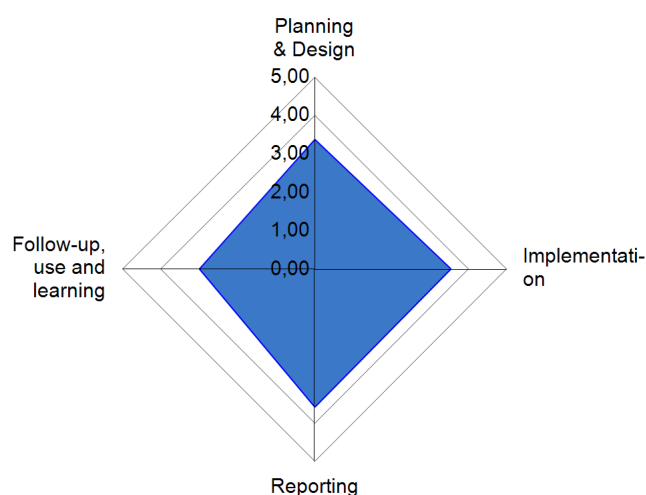 Planning
& Design
5,00
4,00
3,00
2,00
1,00
0,00
Follow-up,
use and
learning
Implementati-
on
Reporting